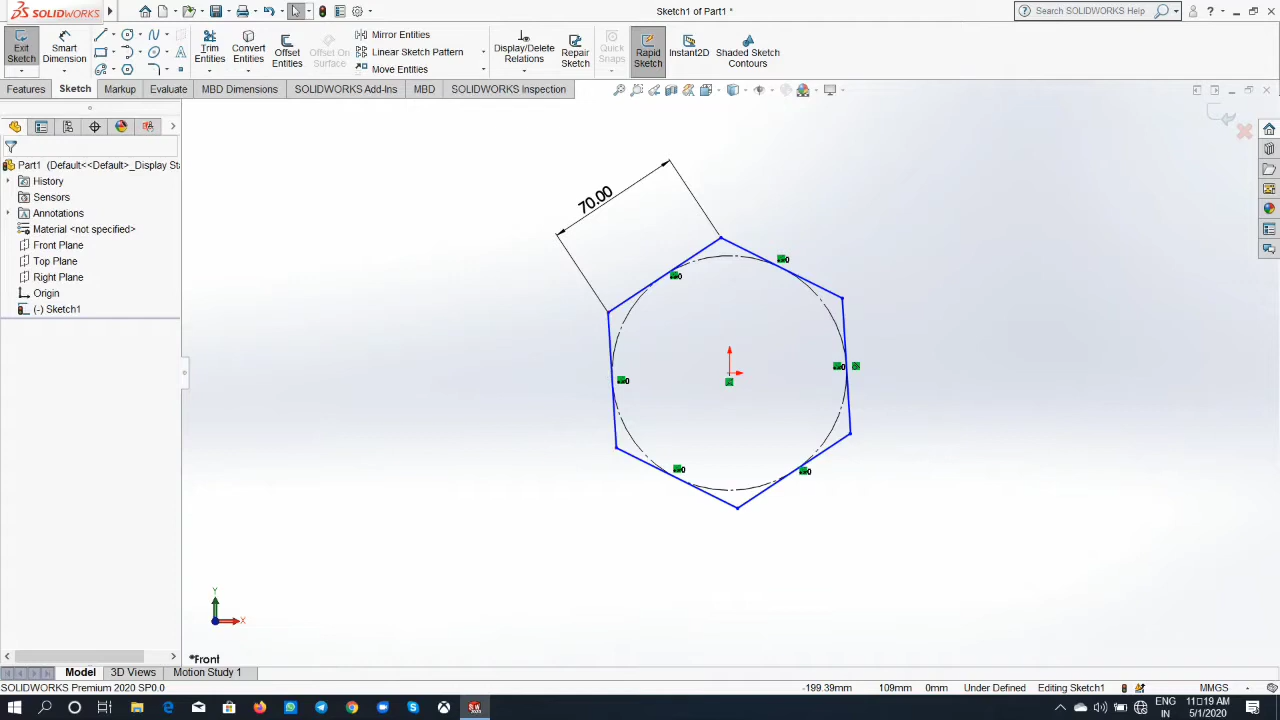 SOLIDWORKS
Sketch1 of Part1 *
Search SOLIDWORKS Help
Exit Sketch
Smart Dimension
Trim Entities
Convert Entities
Offset Entities
Offset On Surface
Mirror Entities
Linear Sketch Pattern
Move Entities
Display/Delete Relations
Repair Sketch
Quick Snaps
Rapid Sketch
Instant2D
Shaded Sketch Contours
Features
Sketch
Markup
Evaluate
MBD Dimensions
SOLIDWORKS Add-Ins
MBD
SOLIDWORKS Inspection
Part1 (Default<<Default>_Display Sta
History
Sensors
Annotations
Material <not specified>
Front Plane
Top Plane
Right Plane
Origin
(-) Sketch1
70.00
Y
X
*Front
Model
3D Views
Motion Study 1
SOLIDWORKS Premium 2020 SP0.0
-199.39mm
109mm
0mm
Under Defined
Editing Sketch1
MMGS
ENG
IN
5/1/2020